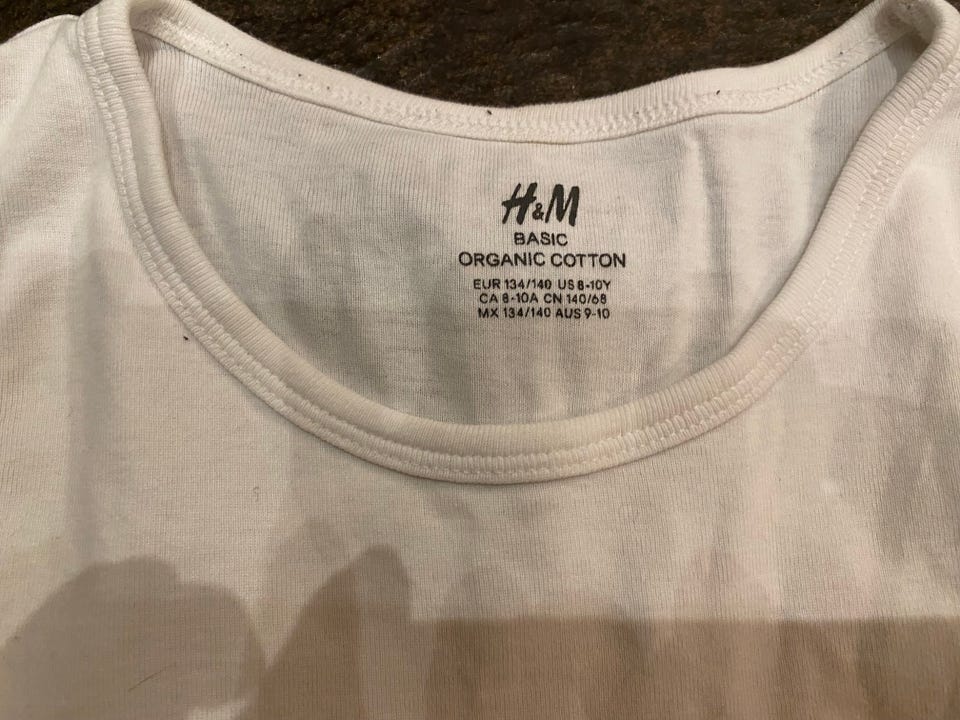 H&M
BASIC
ORGANIC COTTON
EUR 134/140 US 8-10Y
CA 8-10A CN 140/68
MX 134/140 AUS 9-10